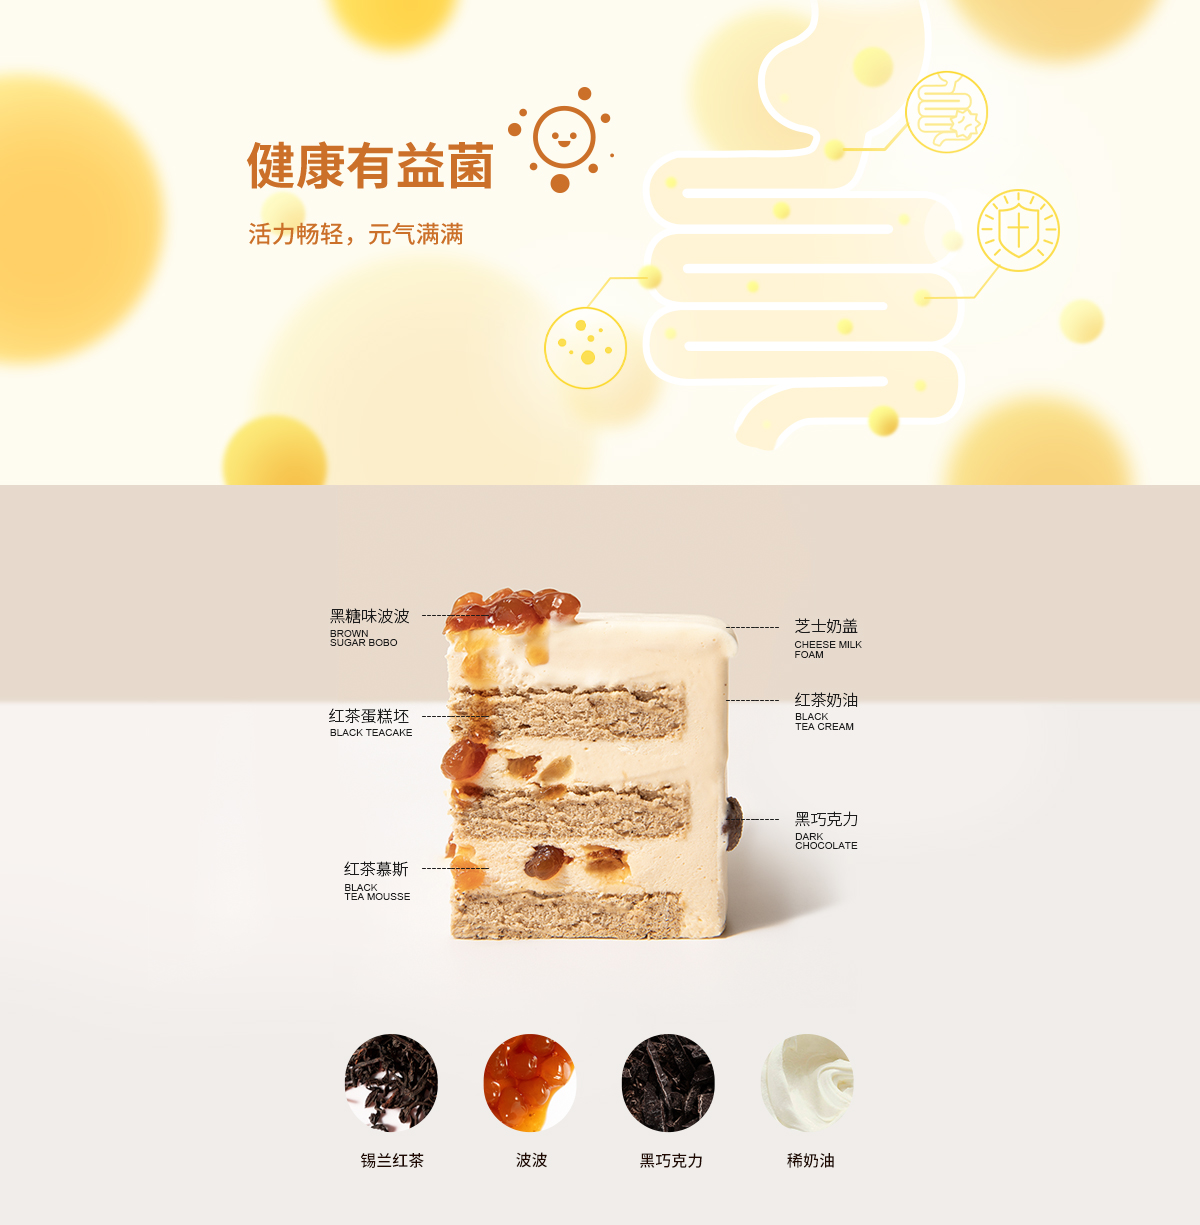 健康有益菌
活力畅轻，元气满满
黑糖味波波
BROWN
SUGAR BOBO
芝士奶盖
CHEESE MILK
FOAM
红茶蛋糕坯
BLACK TEACAKE
红茶奶油
BLACK
TEA CREAM
黑巧克力
DARK
CHOCOLATE
红茶慕斯
BLACK
TEA MOUSSE
锡兰红茶
波波
黑巧克力
稀奶油